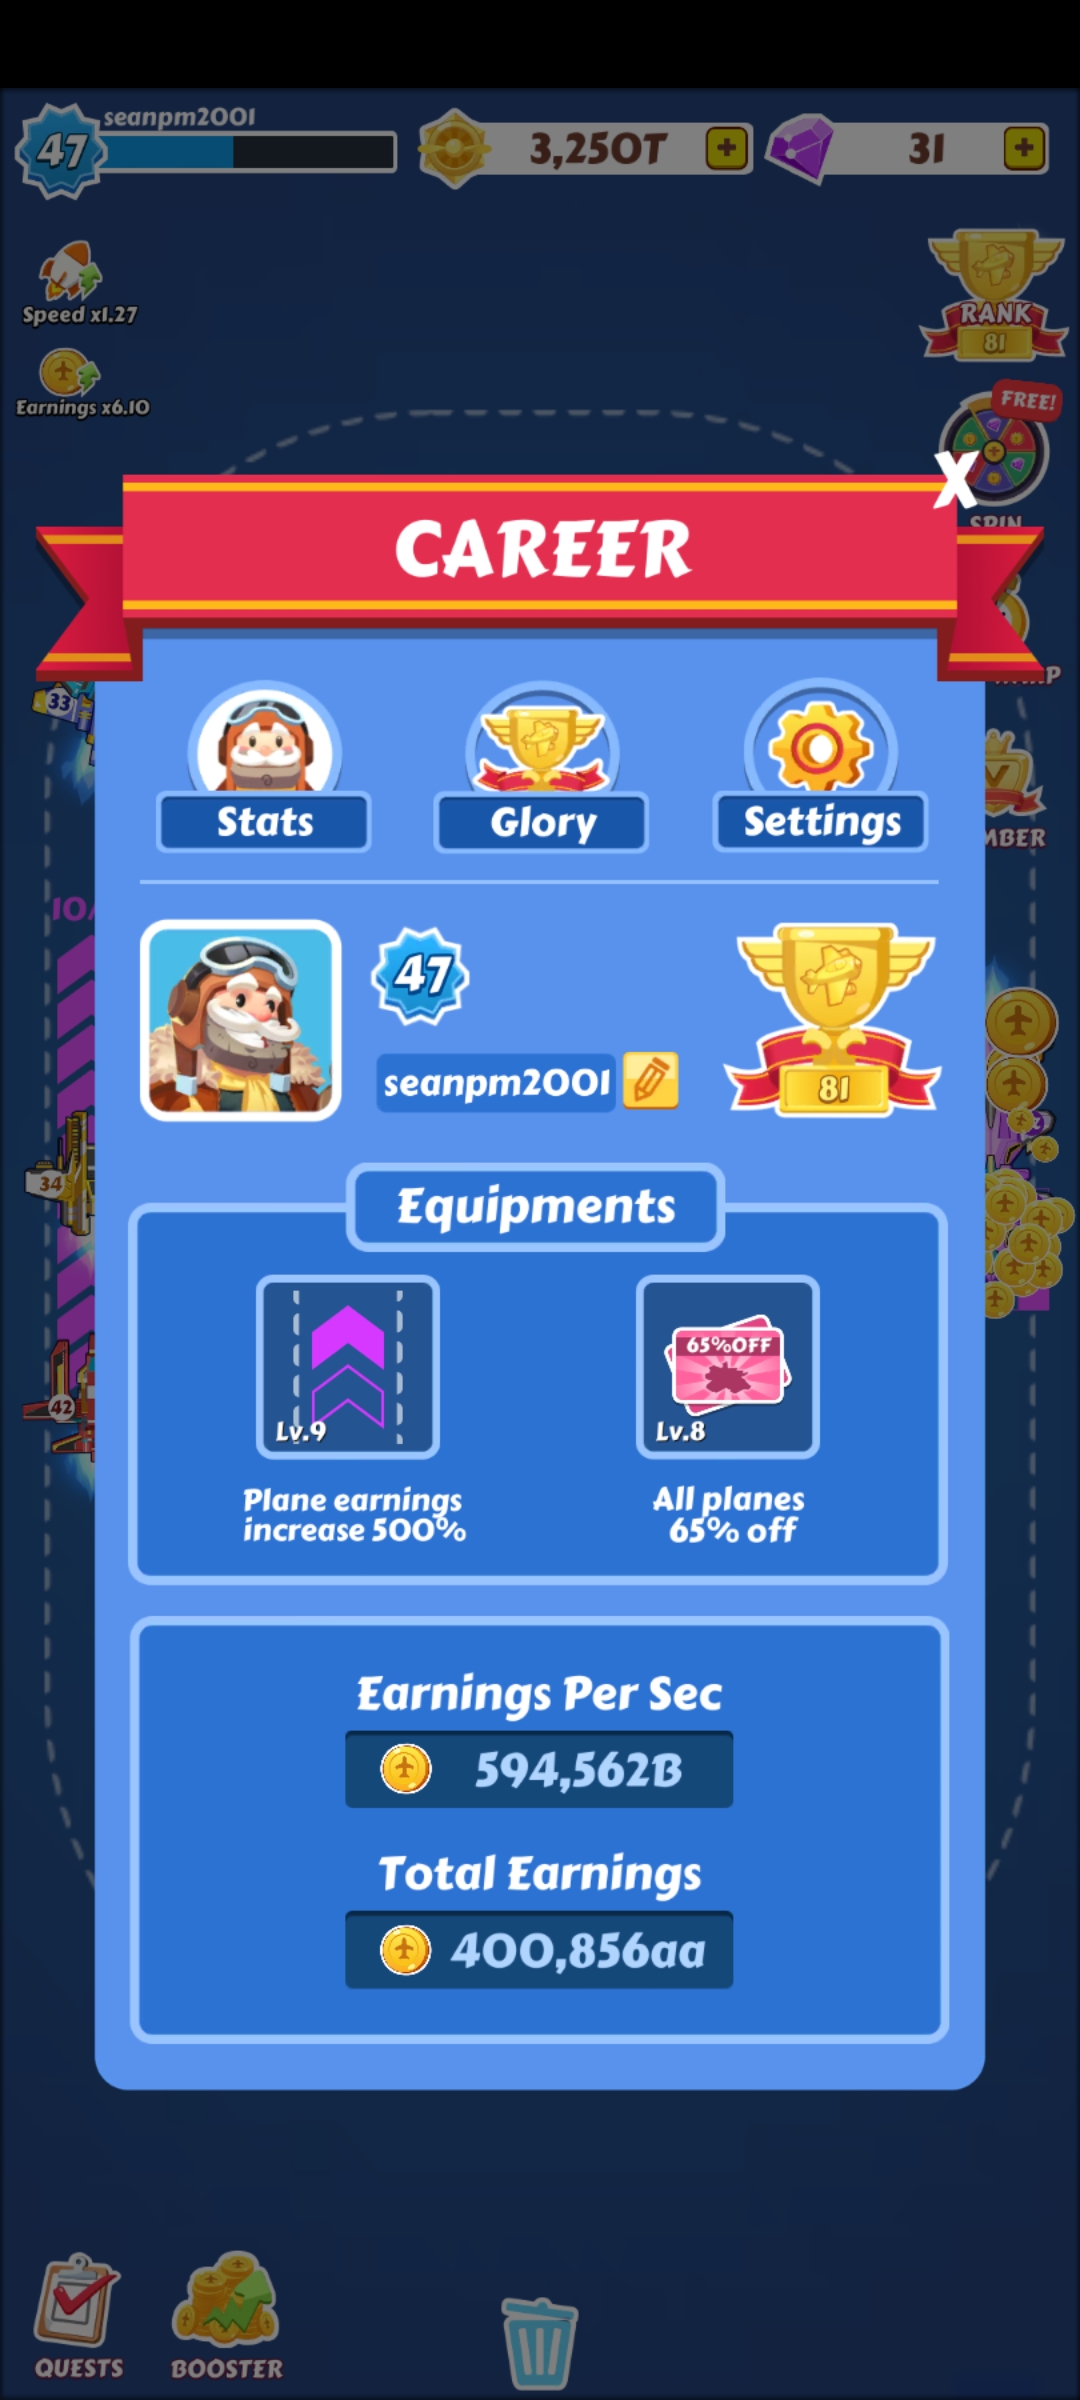 seanpm2001
47
3,250T
31
Speed x1.27
RANK
81
Earnings x6.10
FREE!
SPIN
CAREER
33
Stats
Glory
Settings
MBER
10
47
seanpm2001
81
34
Equipments
65%OFF
Lv.9
Lv.8
42
Plane earnings
increase 500%
All planes
65% off
Earnings Per Sec
594,562B
Total Earnings
400,856aa
QUESTS
BOOSTER